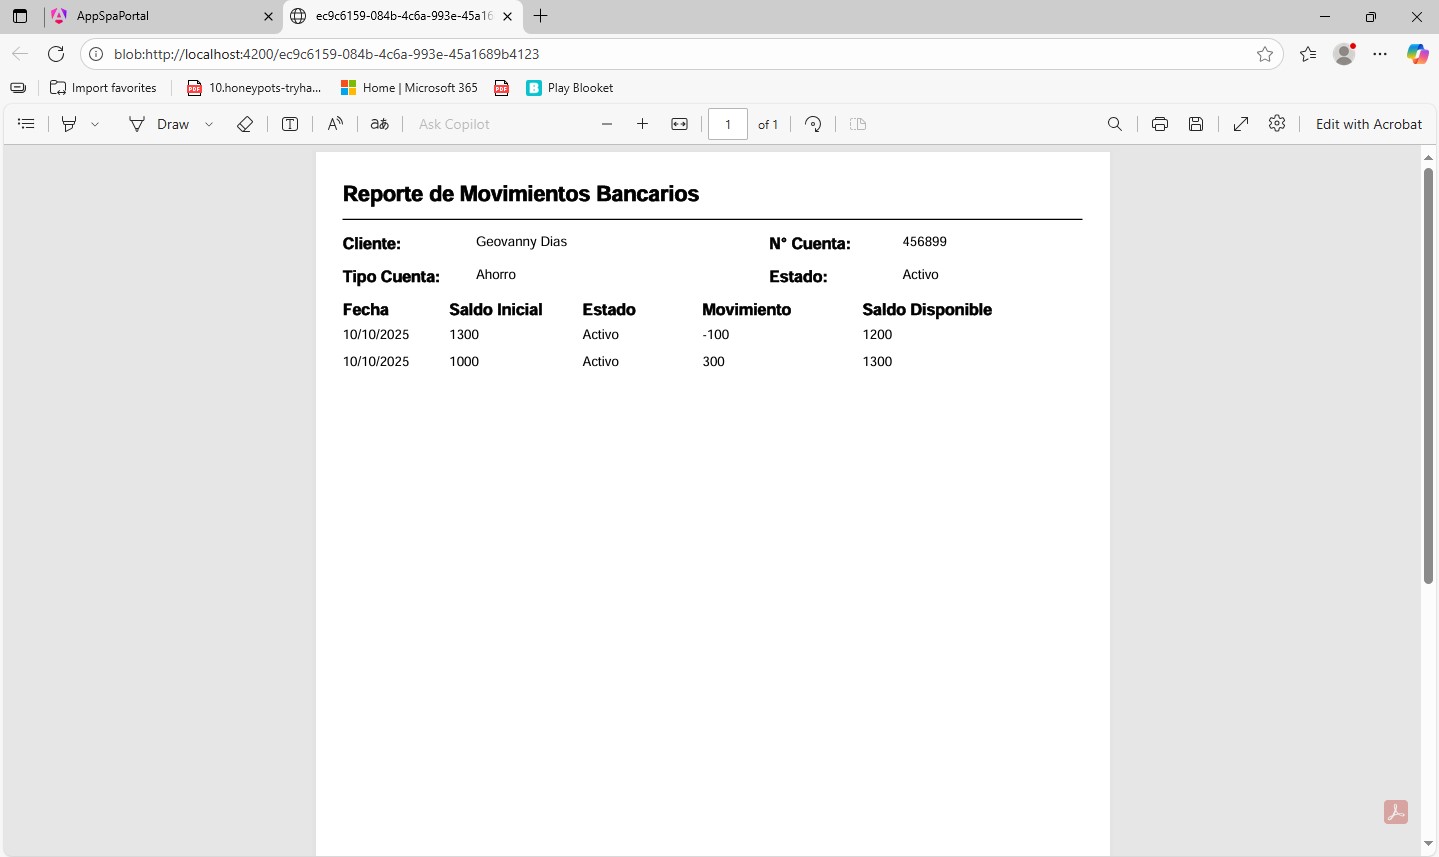 AppSpaPortal
ec9c6159-084b-4c6a-993e-45a16
blob:http://localhost:4200/ec9c6159-084b-4c6a-993e-45a1689b4123
Import favorites
10.honeypots-tryha...
Home | Microsoft 365
B Play Blooket
Draw
Ask Copilot
1 of 1
Edit with Acrobat
Reporte de Movimientos Bancarios
Cliente: Geovanny Dias N° Cuenta: 456899
Tipo Cuenta: Ahorro Estado: Activo
Fecha Saldo Inicial Estado Movimiento Saldo Disponible
10/10/2025 1300 Activo -100 1200
10/10/2025 1000 Activo 300 1300